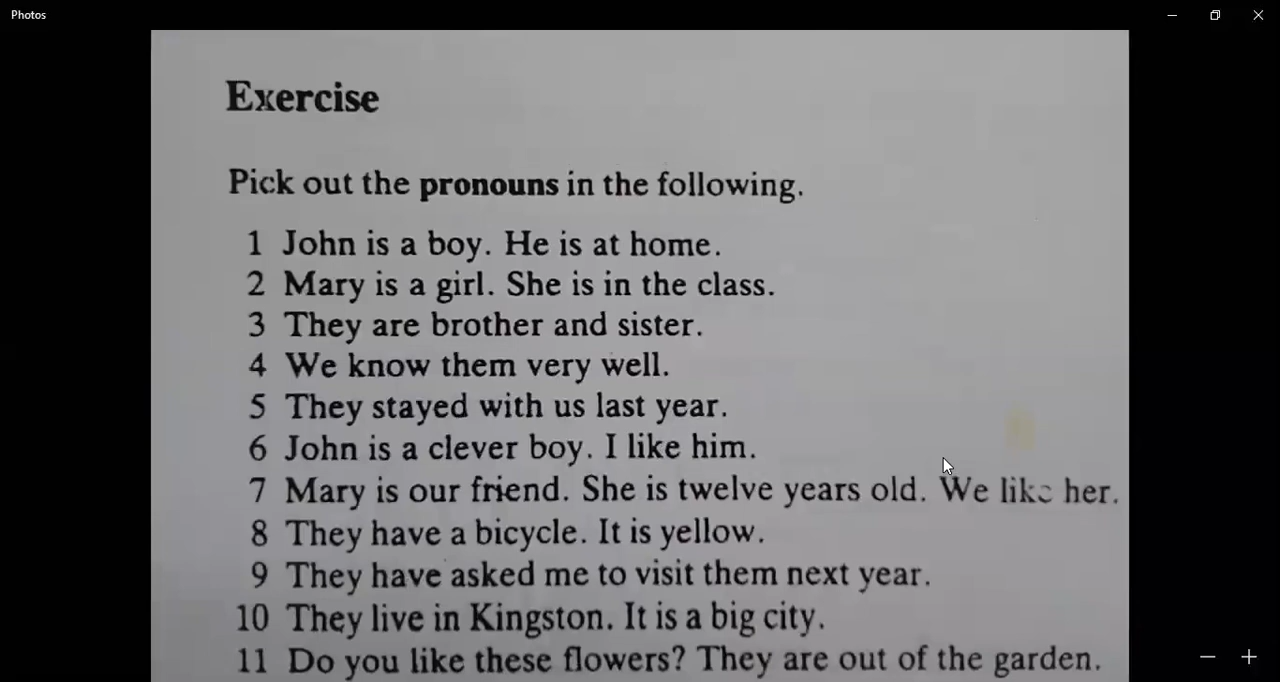 Photos
Exercise
Pick out the pronouns in the following.
1 John is a boy. He is at home.
2 Mary is a girl. She is in the class.
3 They are brother and sister.
4 We know them very well.
5 They stayed with us last year.
6 John is a clever boy. I like him.
7 Mary is our friend. She is twelve years old. We like her.
8 They have a bicycle. It is yellow.
9 They have asked me to visit them next year.
10 They live in Kingston. It is a big city.
11 Do you like these flowers? They are out of the garden.